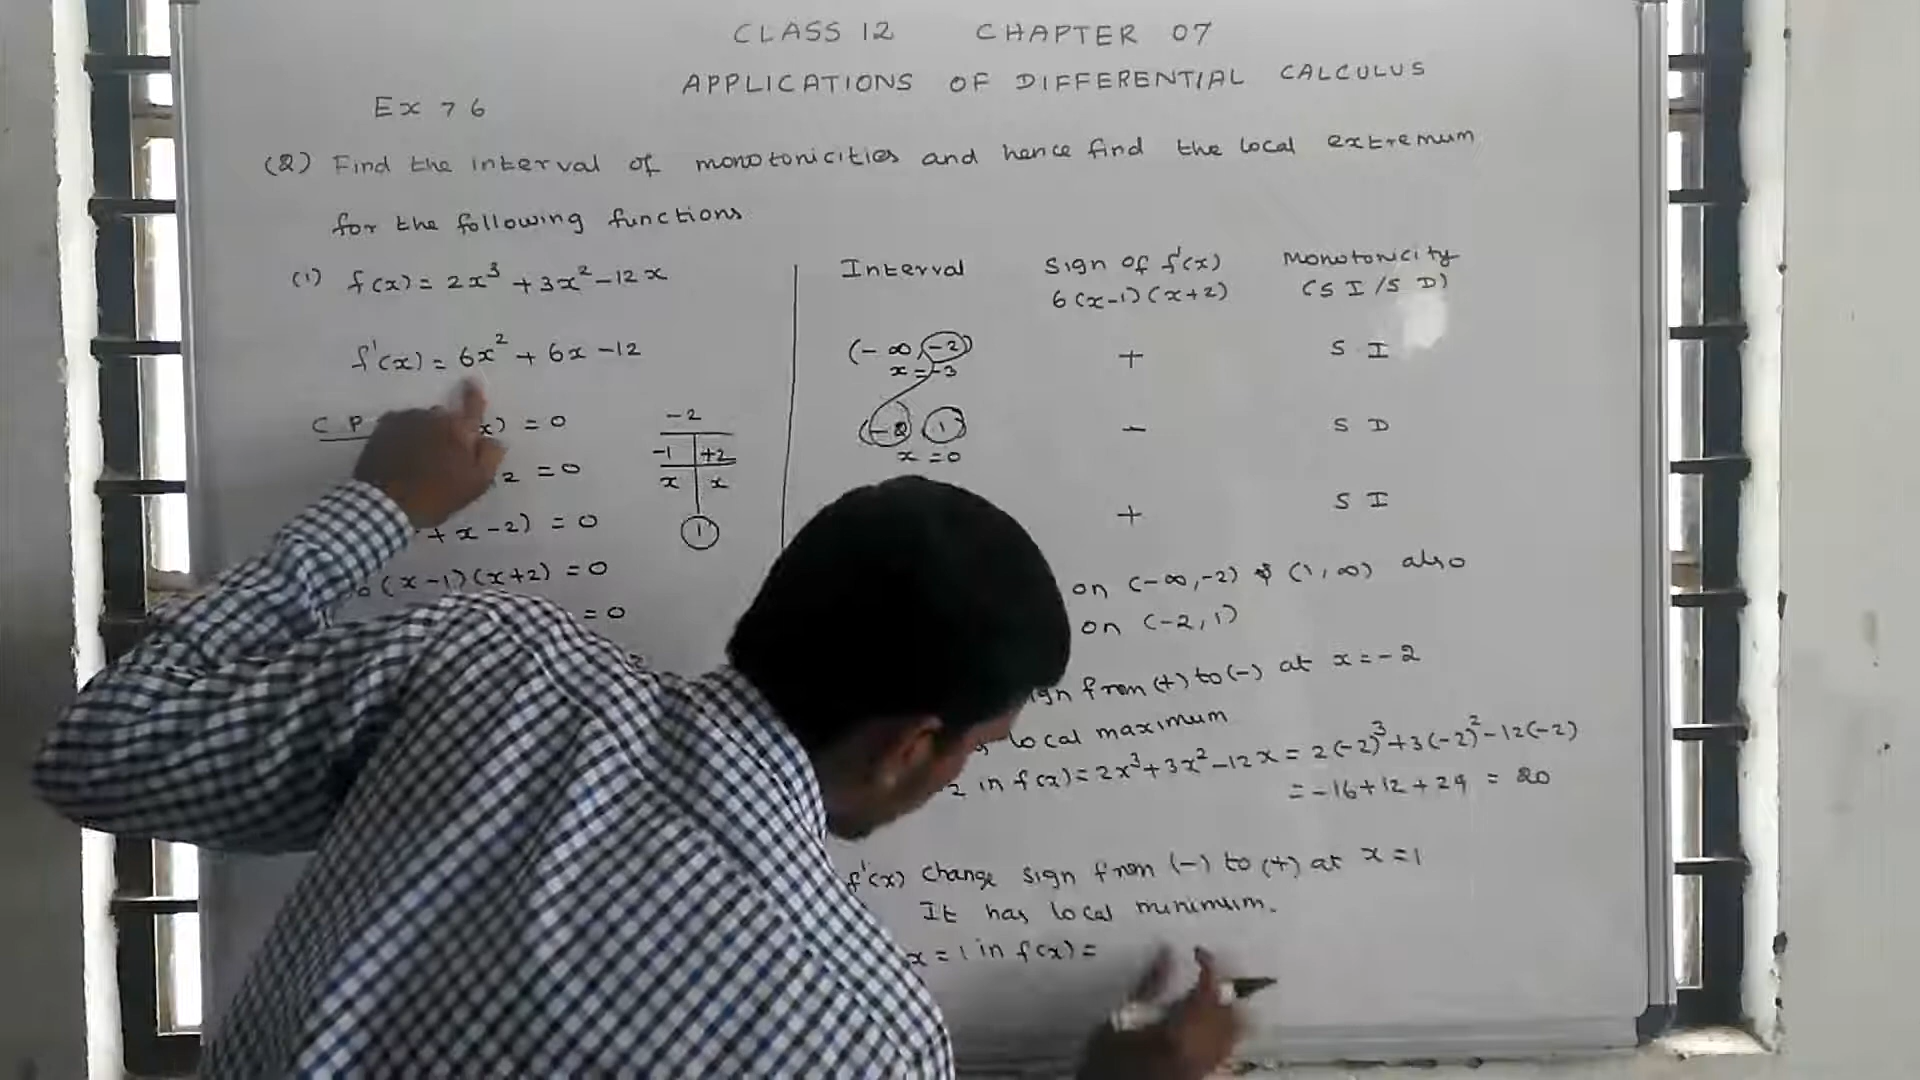 CLASS 12 CHAPTER 07
APPLICATIONS OF DIFFERENTIAL CALCULUS
Ex 7 6
(2) Find the interval of monotonicities and hence find the local extremum
for the following functions
(1) f(x) = 2x³ + 3x² - 12x
f'(x) = 6x² + 6x - 12
C P x) = 0
2 = 0
+ x - 2) = 0
(x-1)(x+2) = 0
= 0
-2
-1 +2
x x
1
Interval Sign of f'(x) Monotonicity
6(x-1)(x+2) (S I / S D)
(-∞, -2) + S I
x = -3
(-2 1) - S D
x = 0
+ S I
on (-∞, -2) & (1, ∞) also
on (-2, 1)
from (+) to (-) at x = -2
local maximum
2 in f(x) = 2x³ + 3x² - 12x = 2(-2)³ + 3(-2)² - 12(-2)
= -16 + 12 + 24 = 20
f'(x) change sign from (-) to (+) at x = 1
It has local minimum.
x = 1 in f(x) =